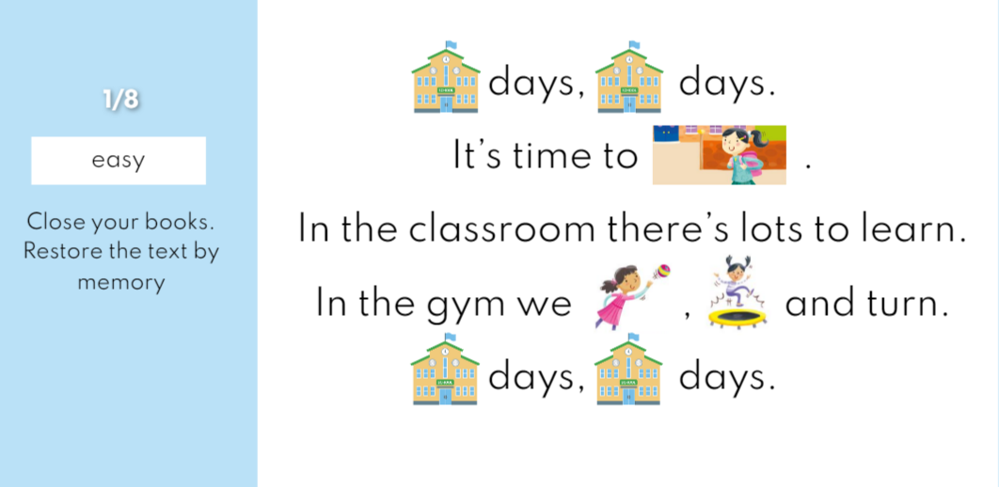 1/8
easy
Close your books.
Restore the text by
memory
days, days.
It's time to .
In the classroom there's lots to learn.
In the gym we , and turn.
days, days.